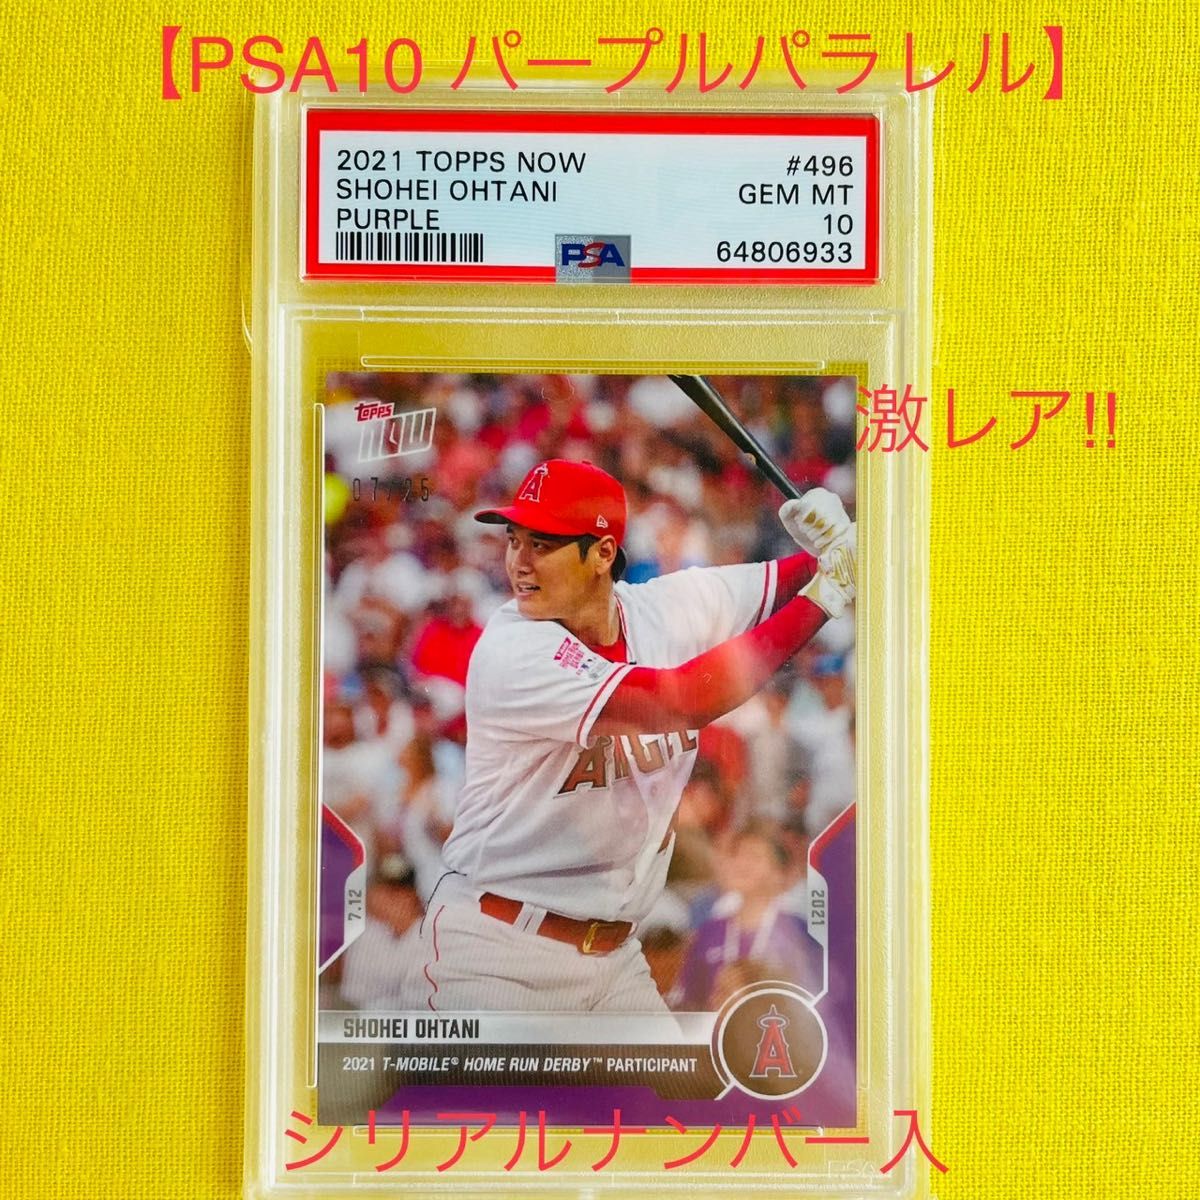 【PSA10 パープルパラレル】
2021 TOPPS NOW #496
SHOHEI OHTANI GEM MT
PURPLE 10
64806933
PSA
激レア!!
topps
NOW
07/25
A
ANGELS
7.12
2021
SHOHEI OHTANI
2021 T-MOBILE® HOME RUN DERBY™ PARTICIPANT
A
シリアルナンバー入
PSA